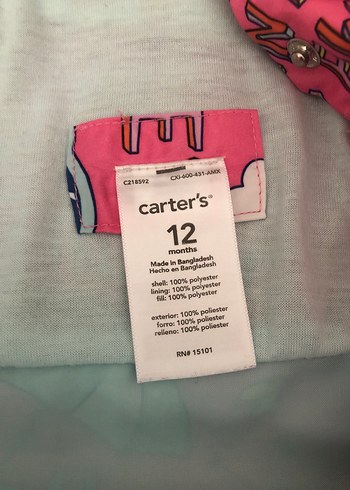 C218592 CXI-600-431-AMX
carter's®
12
months
Made in Bangladesh
Hecho en Bangladesh
shell: 100% polyester
lining: 100% polyester
fill: 100% polyester
exterior: 100% poliester
forro: 100% poliester
relleno: 100% poliester
RN# 15101